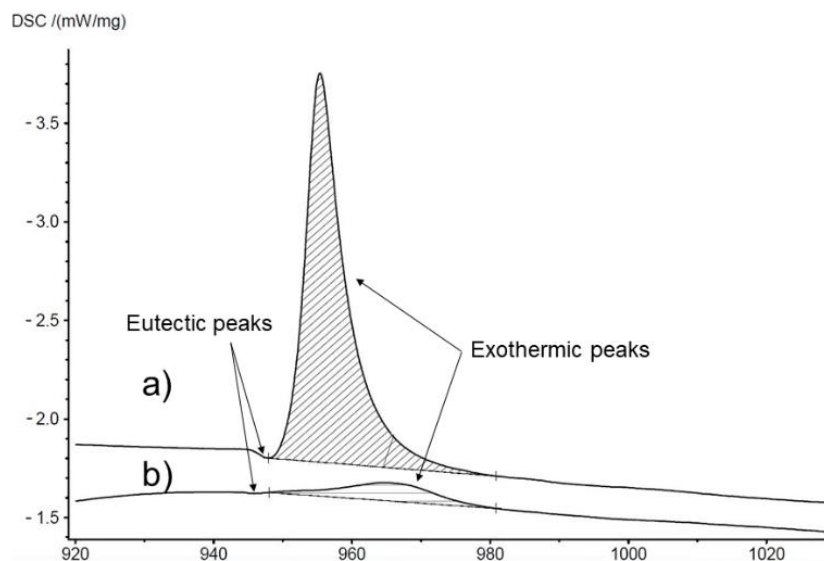 DSC /(mW/mg)
- 3.5
- 3.0
- 2.5
Eutectic peaks
Exothermic peaks
a)
- 2.0
b)
- 1.5
920 940 960 980 1000 1020